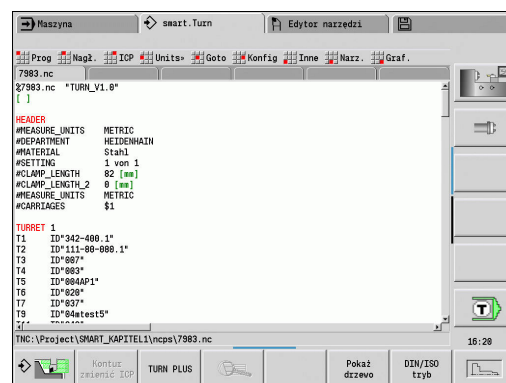 Maszyna smart.Turn Edytor narzędzi
Prog Nagł. ICP Units» Goto Konfig Inne Narz. Graf.
7983.nc
%7983.nc "TURN_V1.0"
[ ]
HEADER
#MEASURE_UNITS METRIC
#DEPARTMENT HEIDENHAIN
#MATERIAL Stahl
#SETTING 1 von 1
#CLAMP_LENGTH 82 [mm]
#CLAMP_LENGTH_2 0 [mm]
#MEASURE_UNITS METRIC
#CARRIAGES $1
TURRET 1
T1 ID"342-400.1"
T2 ID"111-80-080.1"
T3 ID"007"
T4 ID"003"
T5 ID"004AP1"
T6 ID"020"
T7 ID"037"
T9 ID"04mtest5"
TNC:\Project\SMART_KAPITEL1\ncps\7983.nc
T
16:20
Kontur zmienić ICP
TURN PLUS
Pokaż drzewo
DIN/ISO tryb